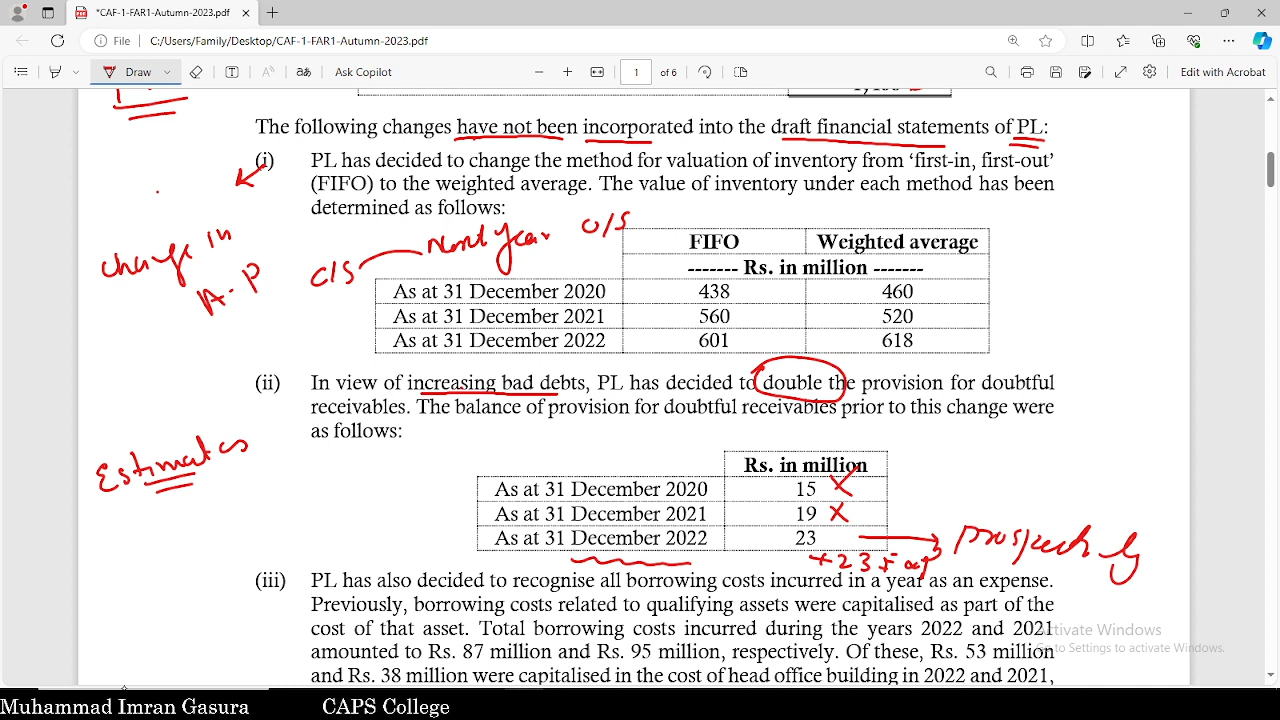 *CAF-1-FAR1-Autumn-2023.pdf
File C:/Users/Family/Desktop/CAF-1-FAR1-Autumn-2023.pdf
Draw Ask Copilot 1 of 6 Edit with Acrobat
The following changes have not been incorporated into the draft financial statements of PL:
(i) PL has decided to change the method for valuation of inventory from ‘first-in, first-out’
(FIFO) to the weighted average. The value of inventory under each method has been
determined as follows:
change in
A-P
C/S Next year O/S
FIFO Weighted average
------- Rs. in million -------
As at 31 December 2020 438 460
As at 31 December 2021 560 520
As at 31 December 2022 601 618
(ii) In view of increasing bad debts, PL has decided to double the provision for doubtful
receivables. The balance of provision for doubtful receivables prior to this change were
as follows:
Estimates
Rs. in million
As at 31 December 2020 15 X
As at 31 December 2021 19 X
As at 31 December 2022 23 prospectively
+23
(iii) PL has also decided to recognise all borrowing costs incurred in a year as an expense.
Previously, borrowing costs related to qualifying assets were capitalised as part of the
cost of that asset. Total borrowing costs incurred during the years 2022 and 2021
amounted to Rs. 87 million and Rs. 95 million, respectively. Of these, Rs. 53 million
and Rs. 38 million were capitalised in the cost of head office building in 2022 and 2021,
Activate Windows
Go to Settings to activate Windows.
Muhammad Imran Gasura CAPS College